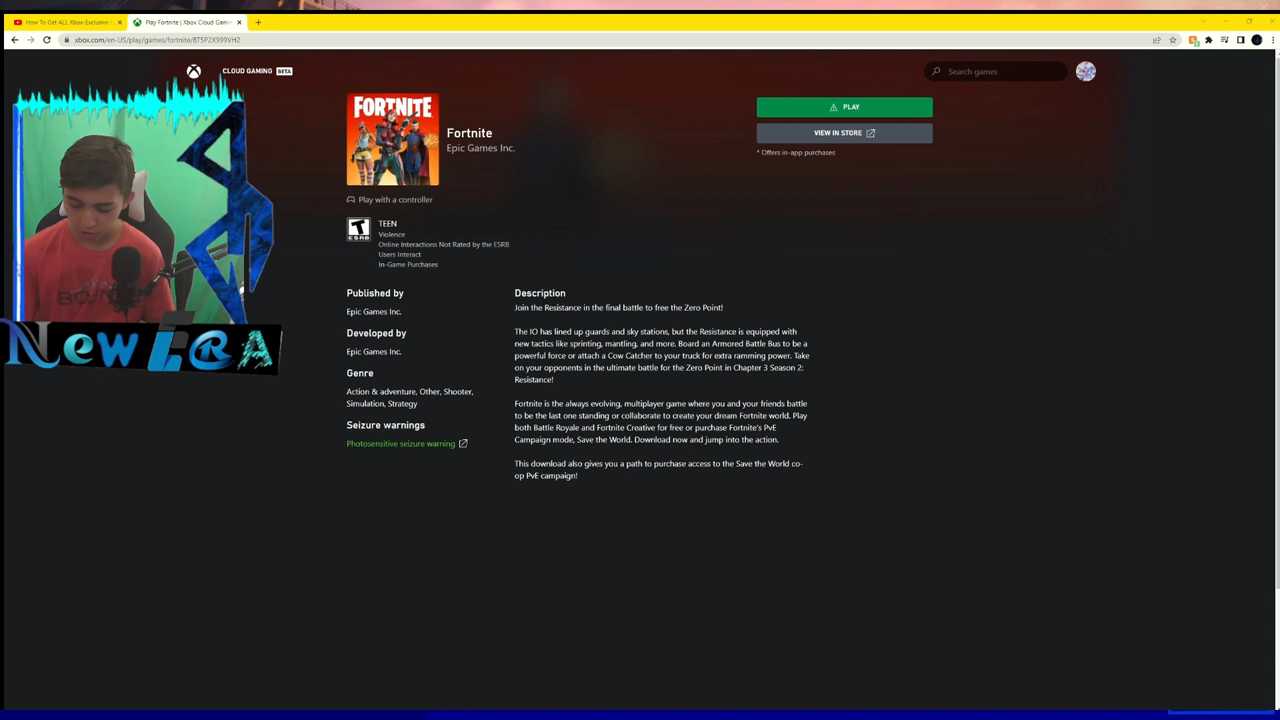 How To Get ALL Xbox-Exclusive
Play Fortnite | Xbox Cloud Gamin
xbox.com/en-US/play/games/fortnite/BT5P2X999VH2
CLOUD GAMING BETA
Search games
FORTNITE
Fortnite
Epic Games Inc.
PLAY
VIEW IN STORE
* Offers in-app purchases
Play with a controller
T
ESRB
TEEN
Violence
Online Interactions Not Rated by the ESRB
Users Interact
In-Game Purchases
Published by
Epic Games Inc.
Developed by
Epic Games Inc.
Genre
Action & adventure, Other, Shooter,
Simulation, Strategy
Seizure warnings
Photosensitive seizure warning
Description
Join the Resistance in the final battle to free the Zero Point!
The IO has lined up guards and sky stations, but the Resistance is equipped with
new tactics like sprinting, mantling, and more. Board an Armored Battle Bus to be a
powerful force or attach a Cow Catcher to your truck for extra ramming power. Take
on your opponents in the ultimate battle for the Zero Point in Chapter 3 Season 2:
Resistance!
Fortnite is the always evolving, multiplayer game where you and your friends battle
to be the last one standing or collaborate to create your dream Fortnite world. Play
both Battle Royale and Fortnite Creative for free or purchase Fortnite's PvE
Campaign mode, Save the World. Download now and jump into the action.
This download also gives you a path to purchase access to the Save the World co-
op PvE campaign!
New ERA